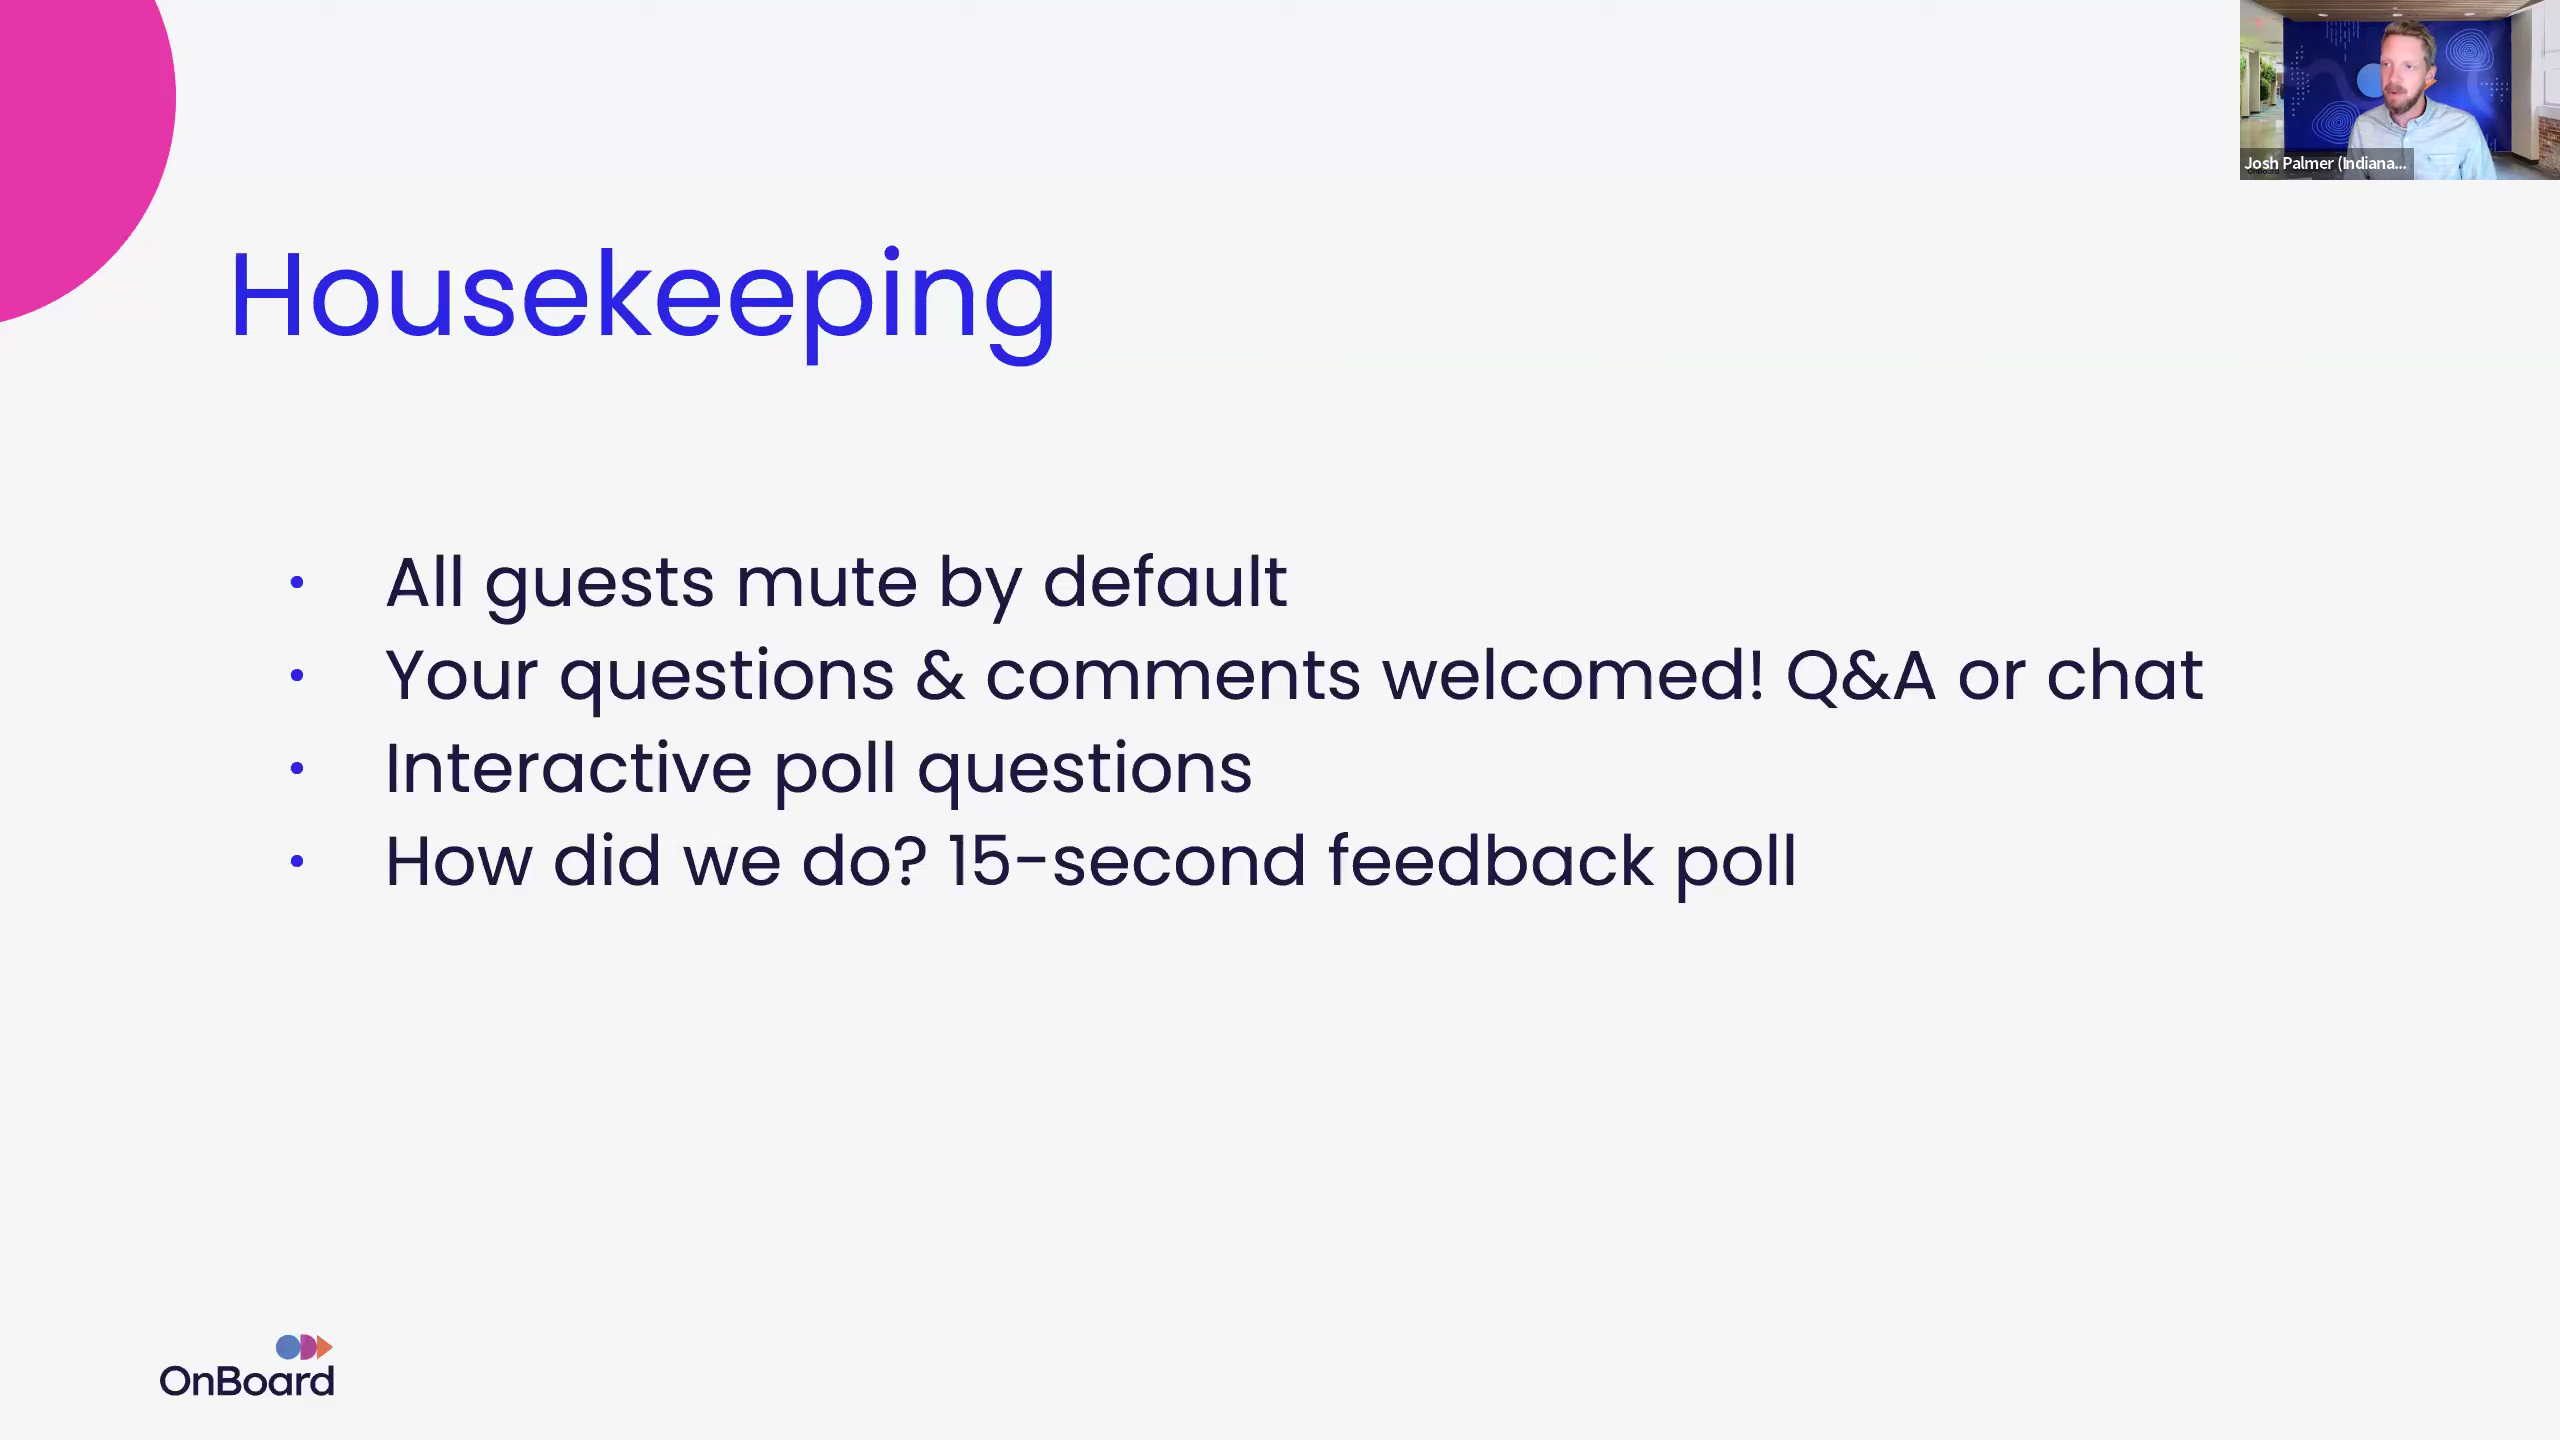 Josh Palmer (Indiana...
Housekeeping
• All guests mute by default
• Your questions & comments welcomed! Q&A or chat
• Interactive poll questions
• How did we do? 15-second feedback poll
OnBoard